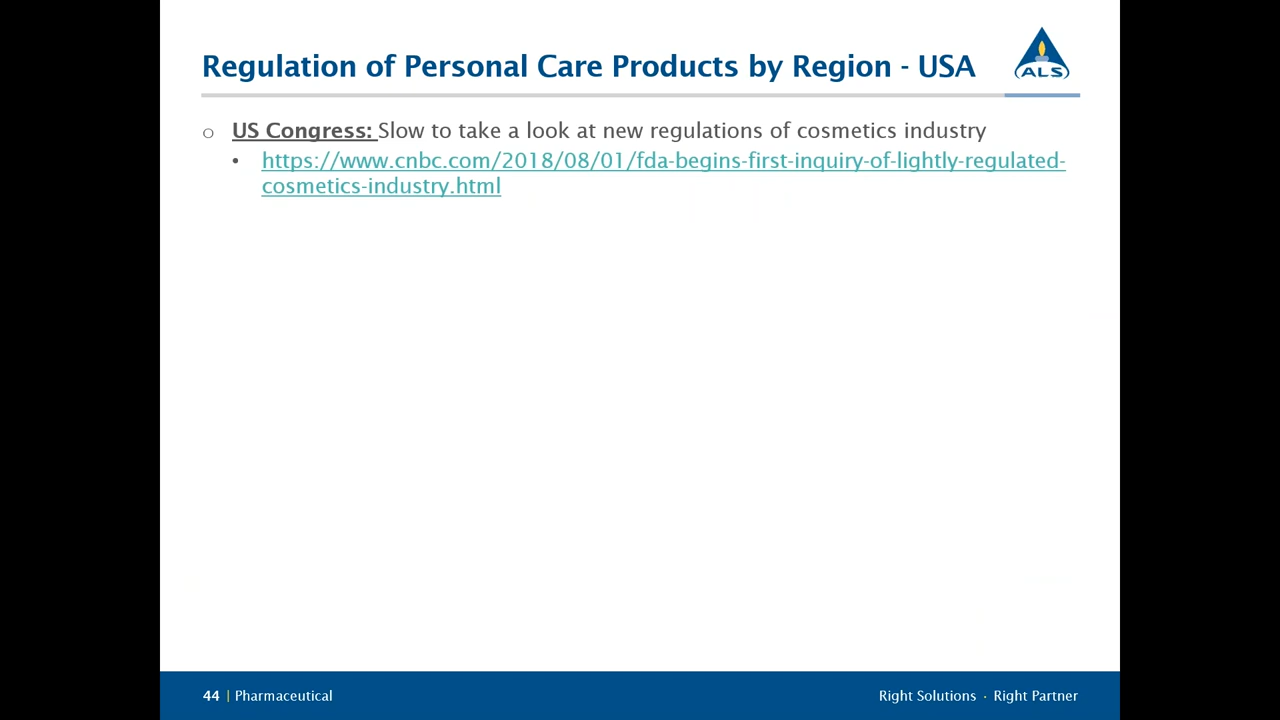 Regulation of Personal Care Products by Region - USA
ALS
o US Congress: Slow to take a look at new regulations of cosmetics industry
• https://www.cnbc.com/2018/08/01/fda-begins-first-inquiry-of-lightly-regulated-
cosmetics-industry.html
44 | Pharmaceutical
Right Solutions · Right Partner